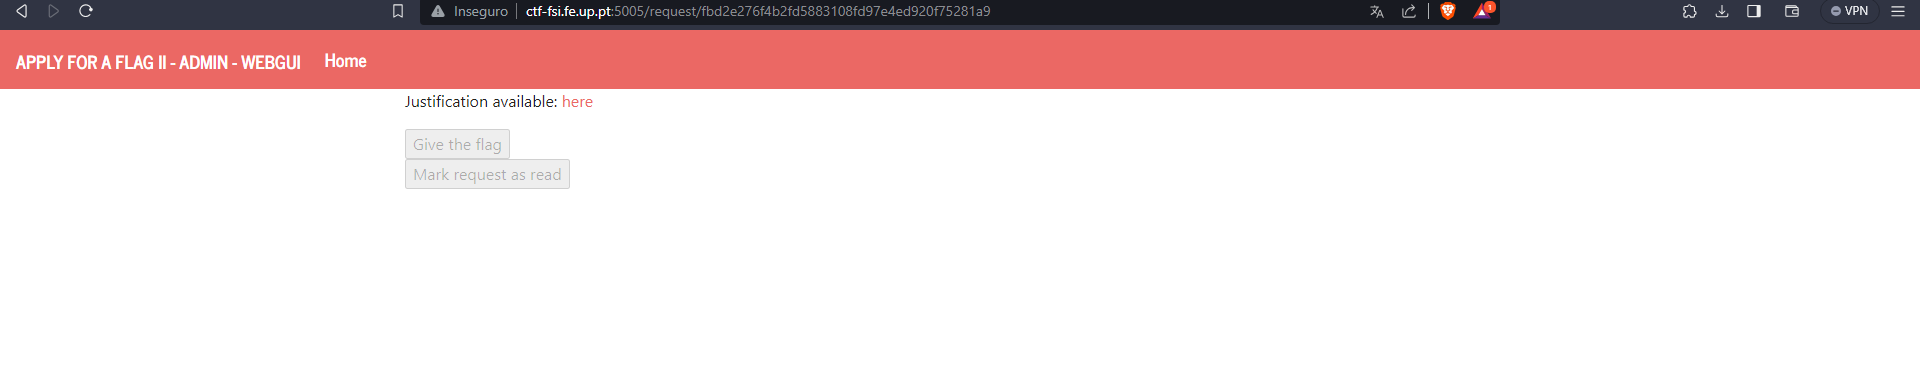 Inseguro ctf-fsi.fe.up.pt:5005/request/fbd2e276f4b2fd5883108fd97e4ed920f75281a9 1 VPN
APPLY FOR A FLAG II - ADMIN - WEBGUI Home
Justification available: here
Give the flag
Mark request as read